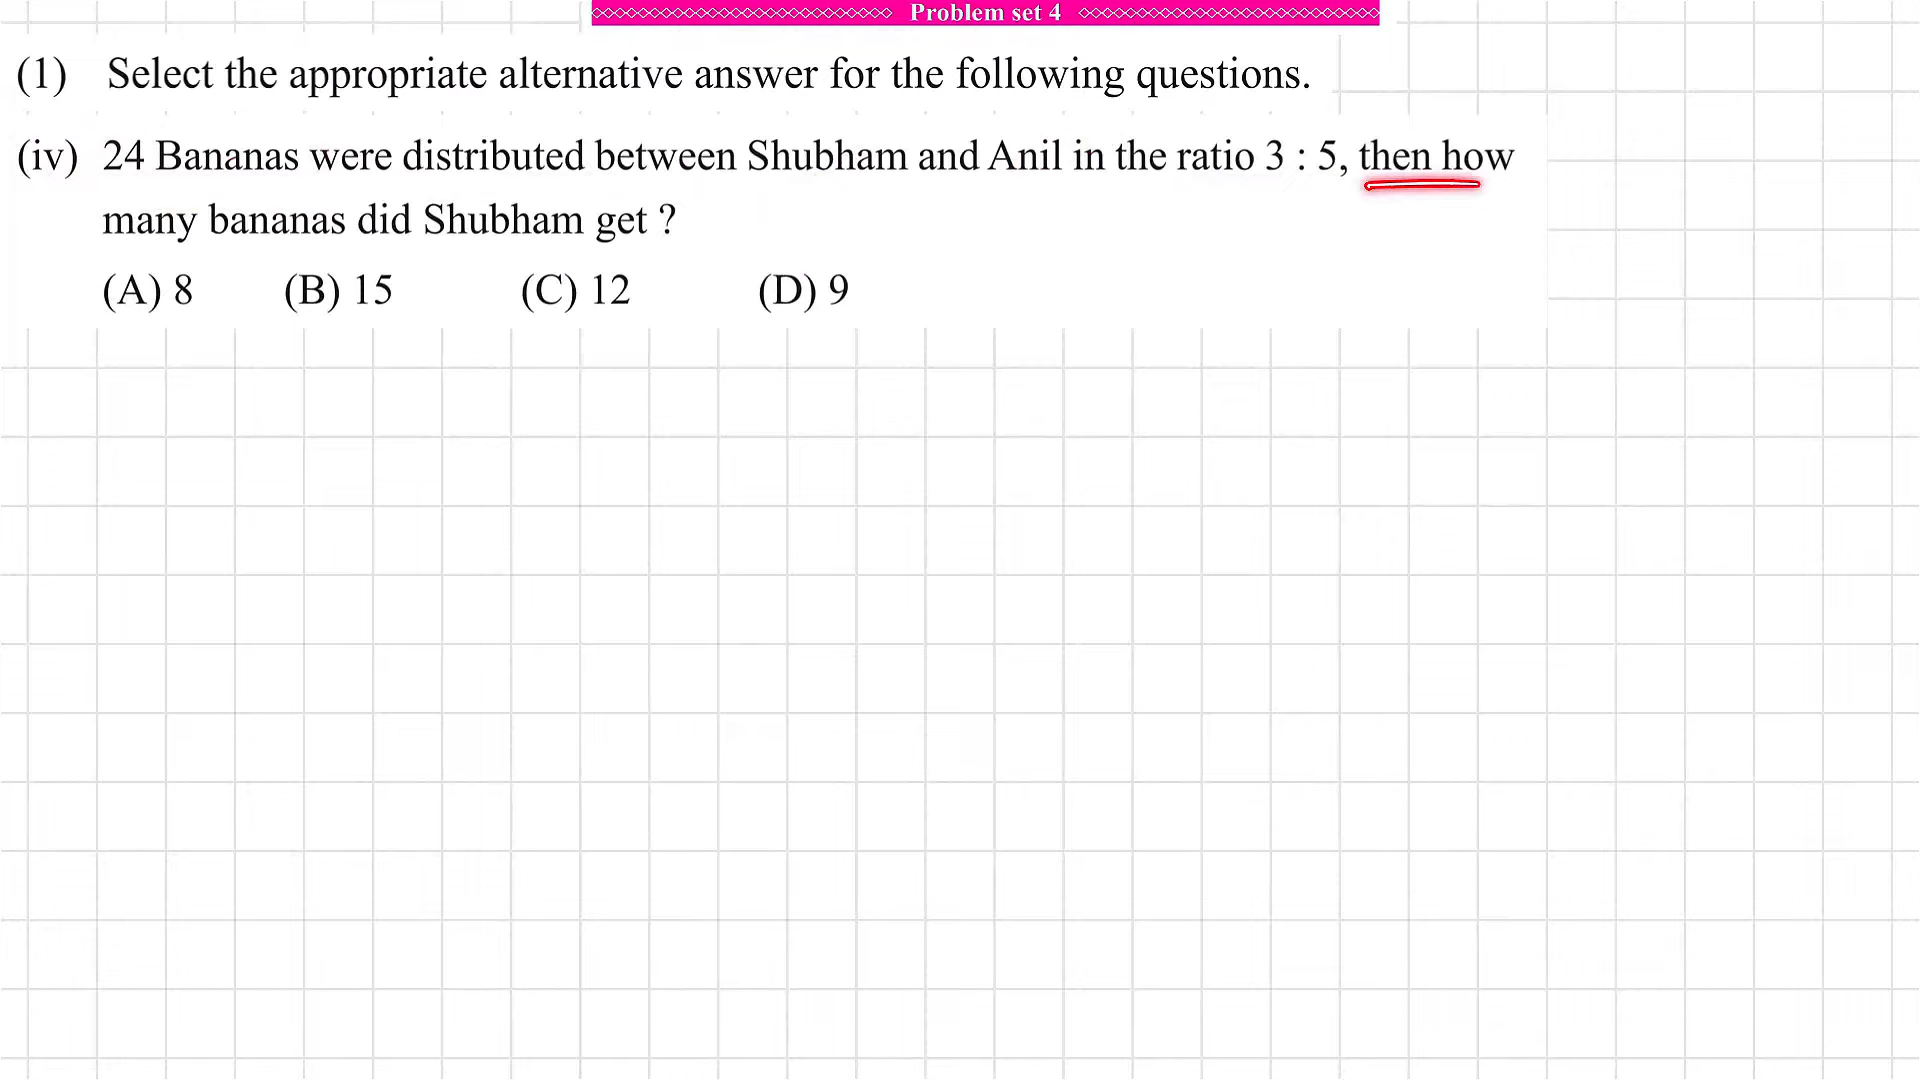 Problem set 4
(1) Select the appropriate alternative answer for the following questions.
(iv) 24 Bananas were distributed between Shubham and Anil in the ratio 3 : 5, then how
many bananas did Shubham get ?
(A) 8 (B) 15 (C) 12 (D) 9